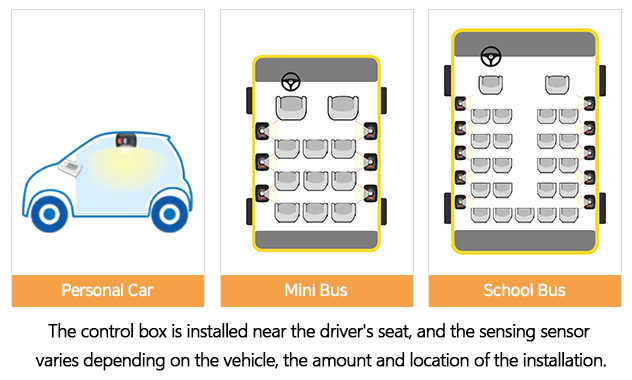 Personal Car
Mini Bus
School Bus
The control box is installed near the driver's seat, and the sensing sensor
varies depending on the vehicle, the amount and location of the installation.